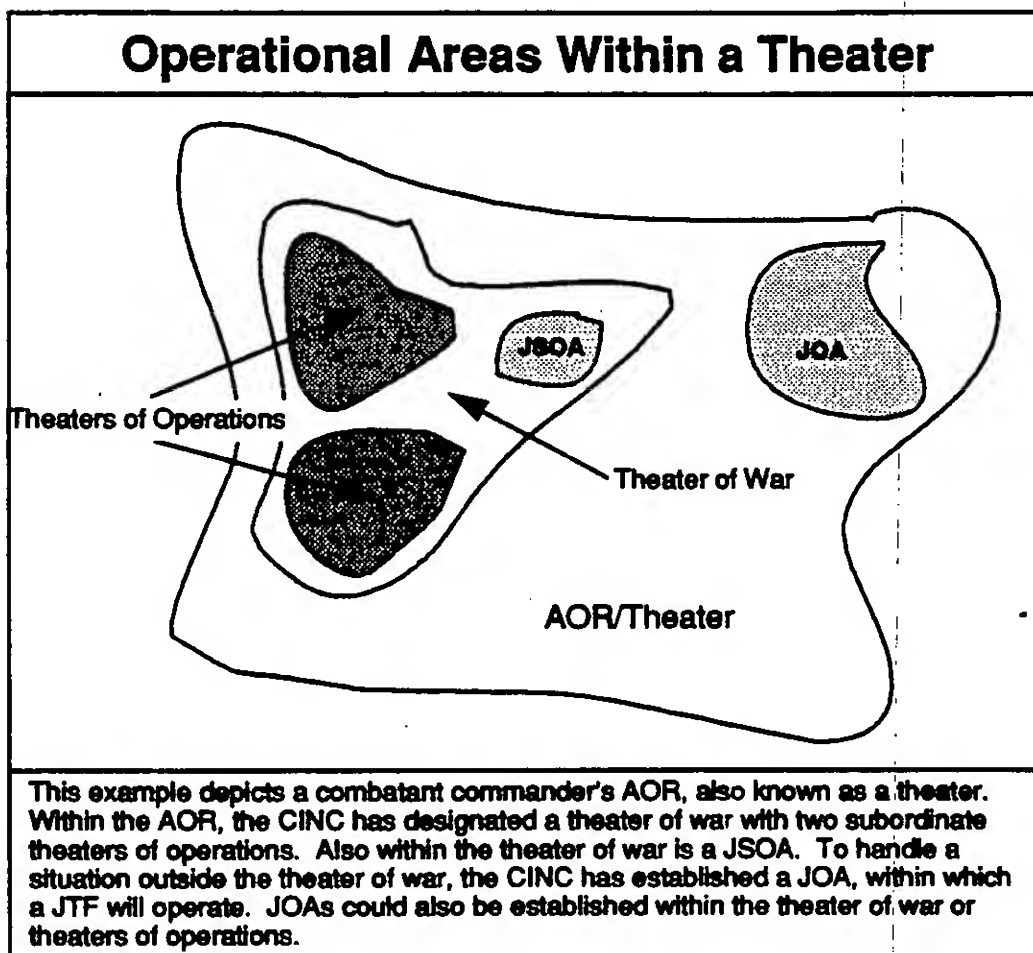 Operational Areas Within a Theater
JSOA
JOA
Theaters of Operations
Theater of War
AOR/Theater
This example depicts a combatant commander's AOR, also known as a theater.
Within the AOR, the CINC has designated a theater of war with two subordinate
theaters of operations. Also within the theater of war is a JSOA. To handle a
situation outside the theater of war, the CINC has established a JOA, within which
a JTF will operate. JOAs could also be established within the theater of war or
theaters of operations.